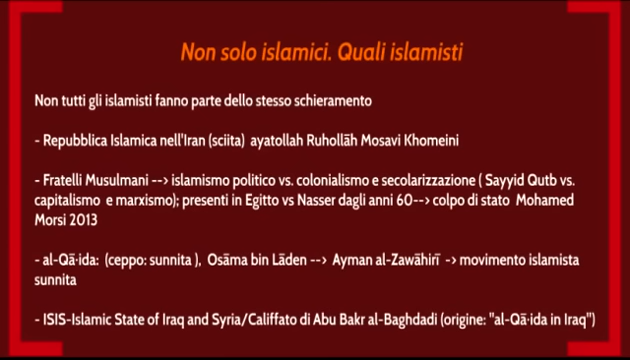 Non solo islamici. Quali islamisti
Non tutti gli islamisti fanno parte dello stesso schieramento
- Repubblica Islamica nell'Iran (sciita) ayatollah Ruhollāh Mosavi Khomeini
- Fratelli Musulmani --> islamismo politico vs. colonialismo e secolarizzazione ( Sayyid Qutb vs.
capitalismo e marxismo); presenti in Egitto vs Nasser dagli anni 60--> colpo di stato Mohamed
Morsi 2013
- al-Qā·ida: (ceppo: sunnita ), Osāma bin Lāden --> Ayman al-Zawāhirī -> movimento islamista
sunnita
- ISIS-Islamic State of Iraq and Syria/Califfato di Abu Bakr al-Baghdadi (origine: "al-Qā·ida in Iraq")